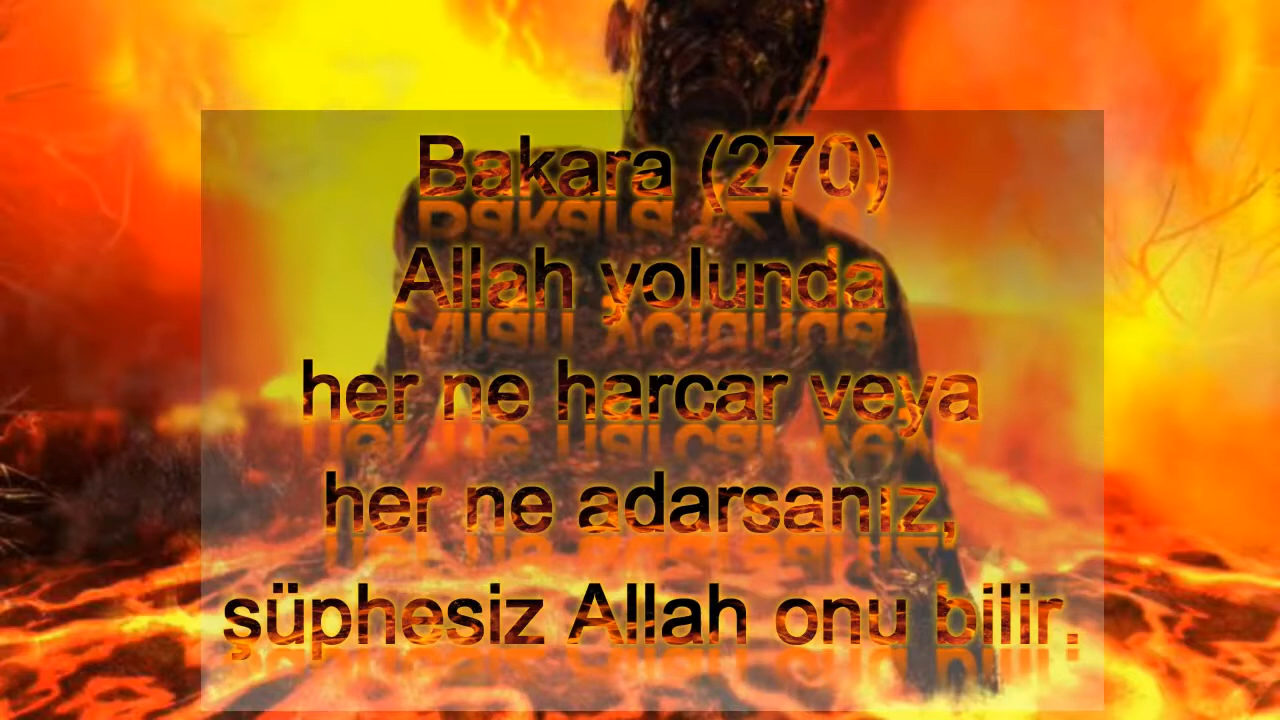 Bakara (270)
Allah yolunda
her ne harcar veya
her ne adarsanız,
şüphesiz Allah onu bilir.